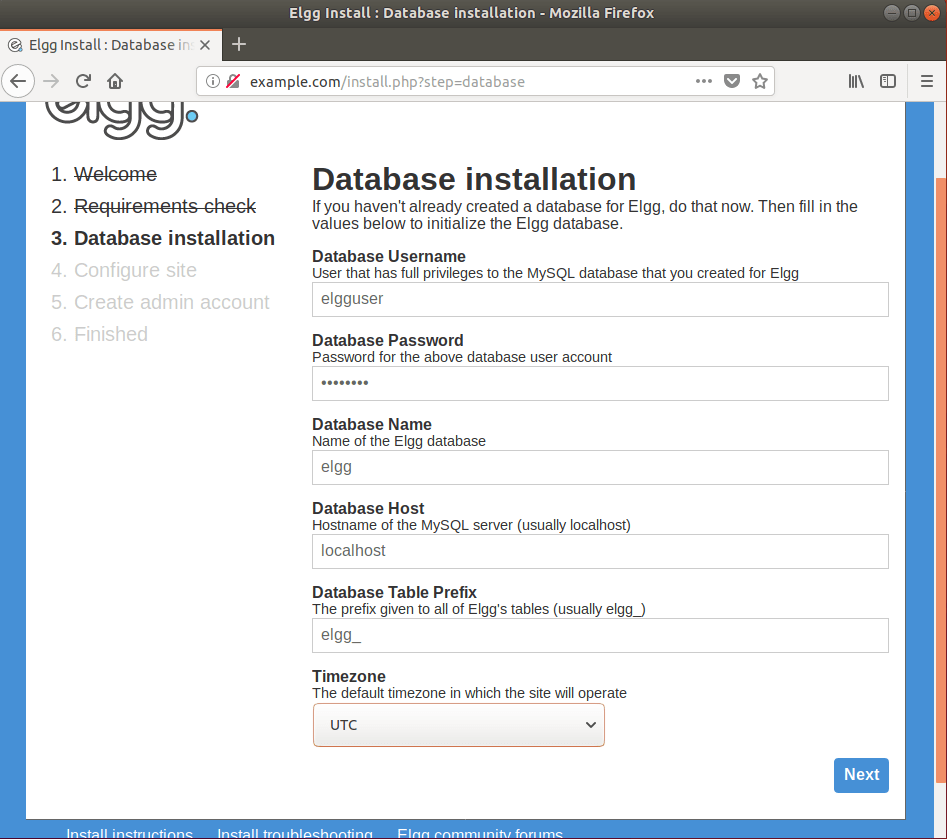 Elgg Install : Database installation - Mozilla Firefox
Elgg Install : Database ins
example.com/install.php?step=database
elgg.
1. Welcome
2. Requirements check
3. Database installation
4. Configure site
5. Create admin account
6. Finished
Database installation
If you haven't already created a database for Elgg, do that now. Then fill in the
values below to initialize the Elgg database.
Database Username
User that has full privileges to the MySQL database that you created for Elgg
elgguser
Database Password
Password for the above database user account
••••••••
Database Name
Name of the Elgg database
elgg
Database Host
Hostname of the MySQL server (usually localhost)
localhost
Database Table Prefix
The prefix given to all of Elgg's tables (usually elgg_)
elgg_
Timezone
The default timezone in which the site will operate
UTC
Next
Install instructions Install troubleshooting Elgg community forums